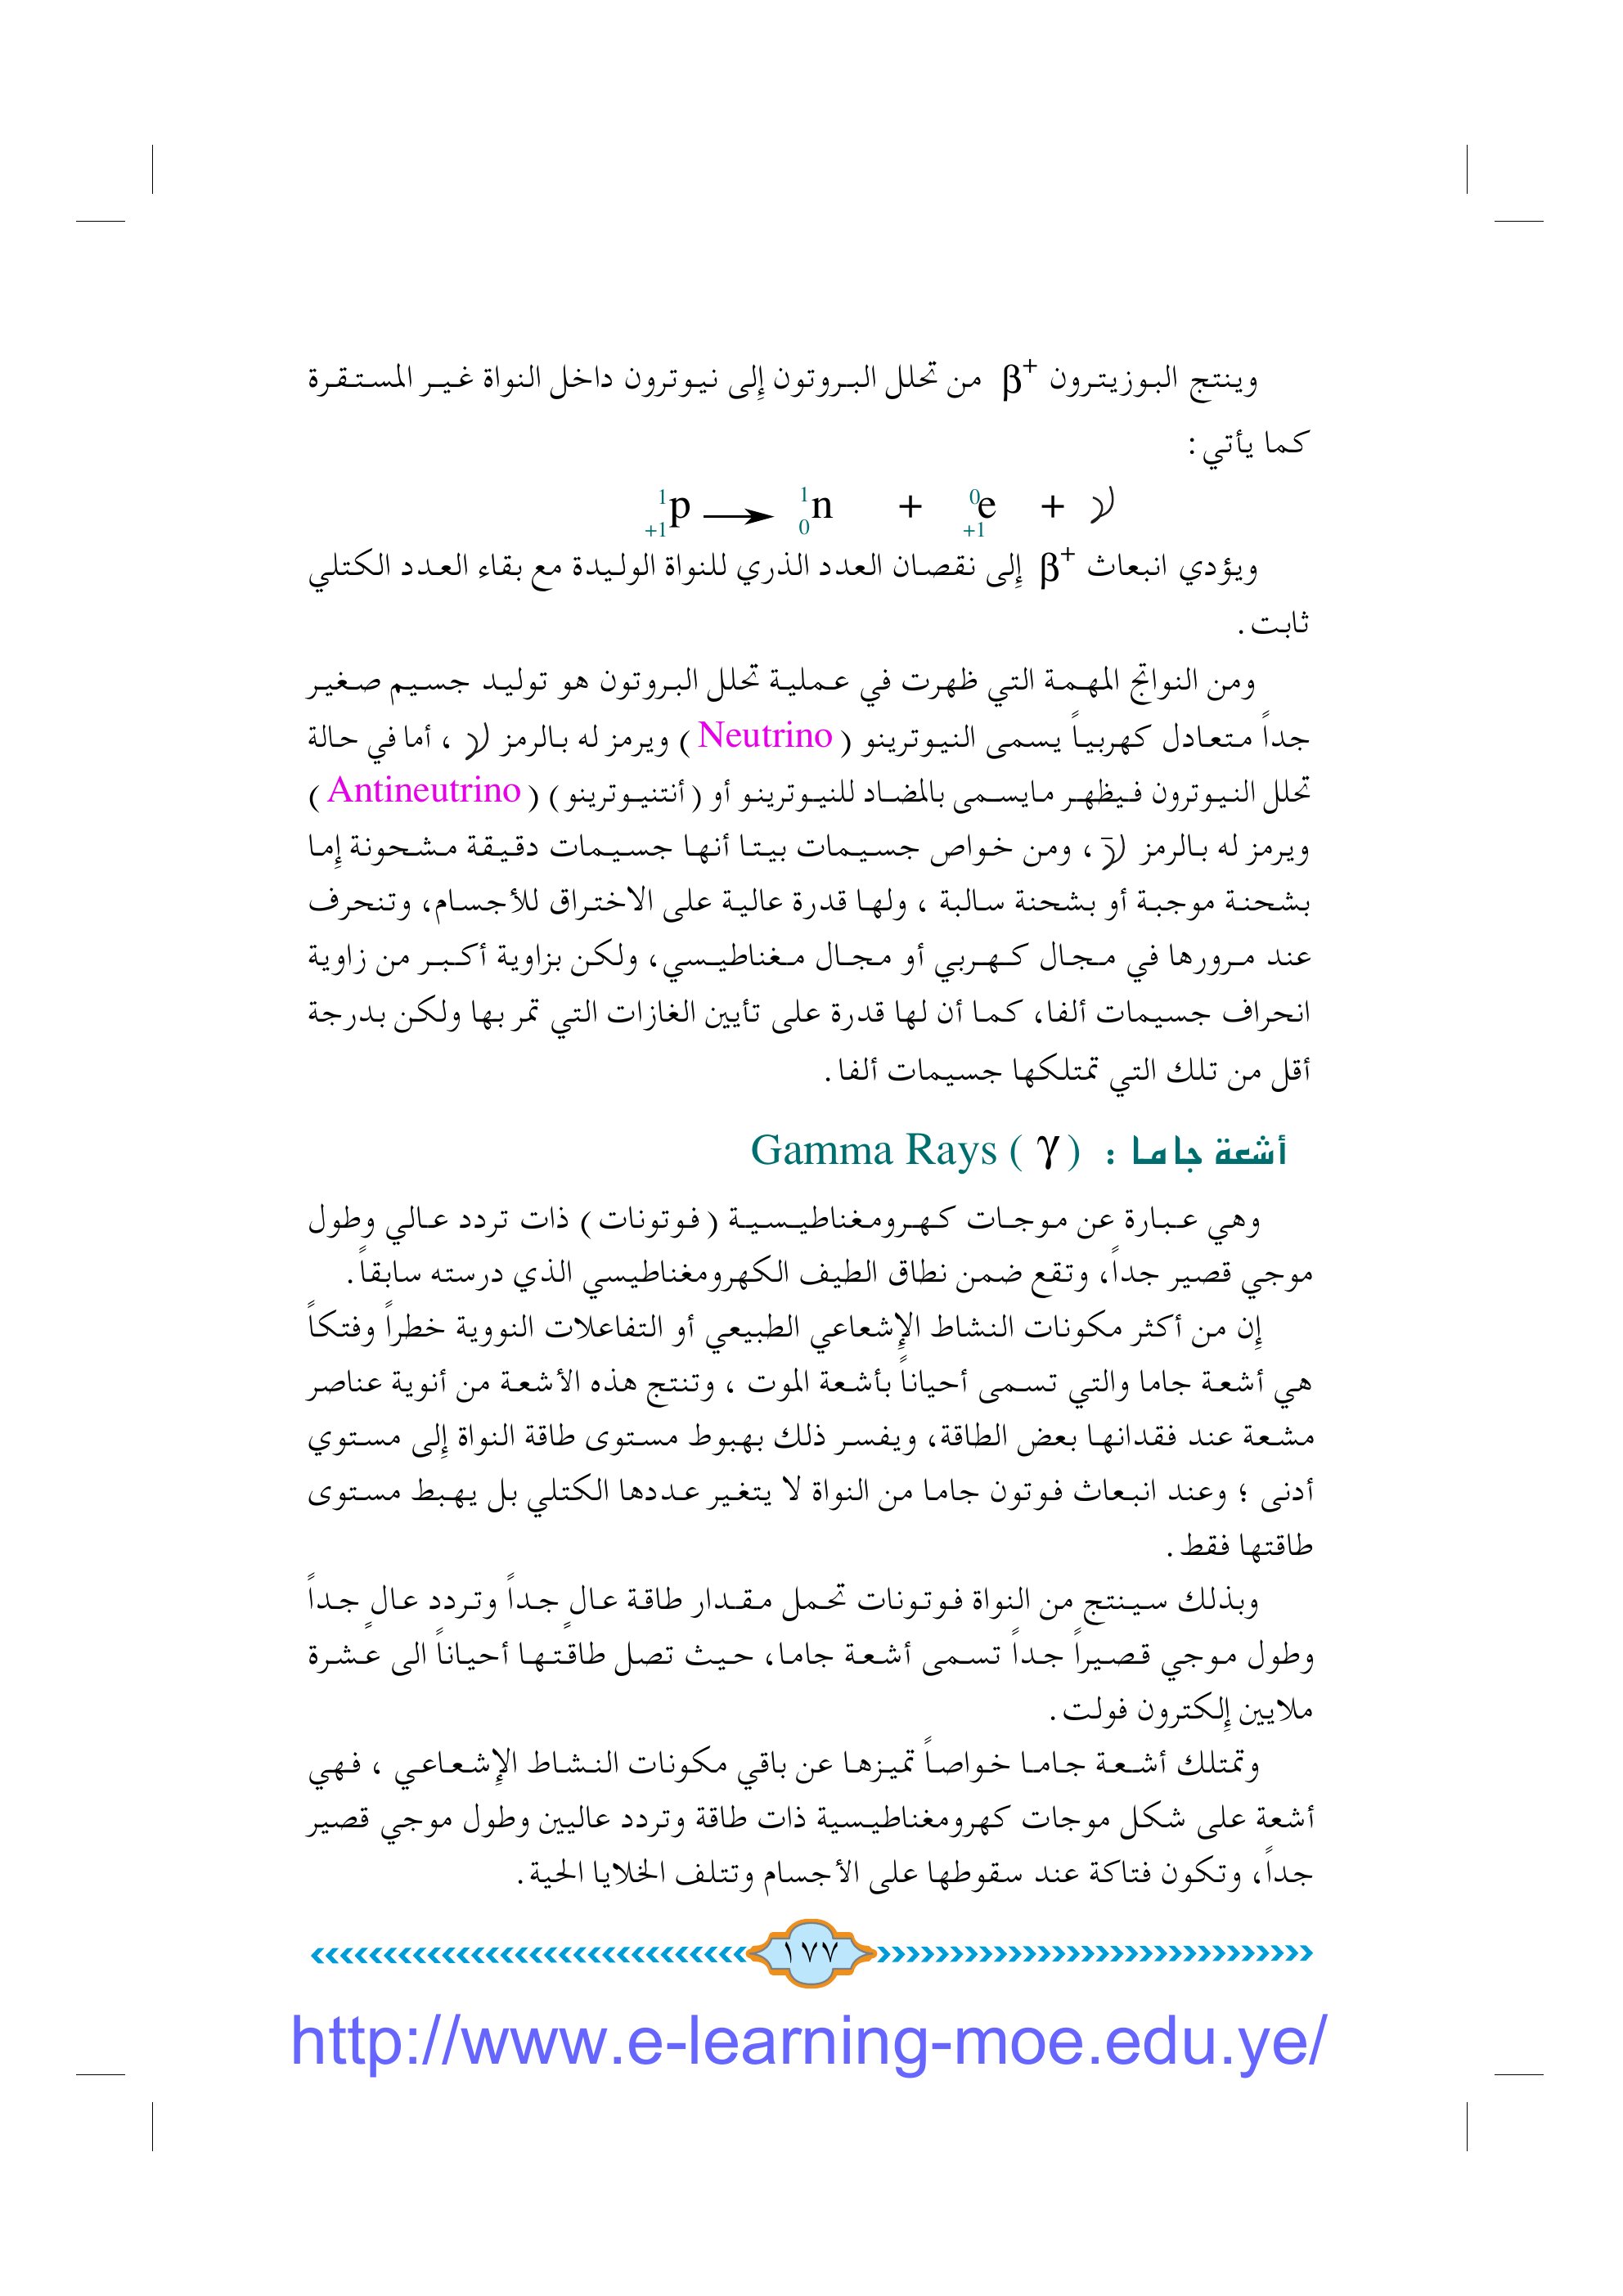 وينتج البوزيترون β⁺ من تحلل البروتون إلى نيوترون داخل النواة غير المستقرة
كما يأتي :
¹₊₁p ⟶ ¹₀n + ⁰₊₁e + ν
ويؤدي انبعاث β⁺ إلى نقصان العدد الذري للنواة الوليدة مع بقاء العدد الكتلي
ثابت .
ومن النواتج المهمة التي ظهرت في عملية تحلل البروتون هو توليد جسيم صغير
جداً متعادل كهربياً يسمى النيوترينو ( Neutrino ) ويرمز له بالرمز ν ، أما في حالة
تحلل النيوترون فيظهر مايسمى بالمضاد للنيوترينو أو ( أنتنيوترينو ) ( Antineutrino )
ويرمز له بالرمز ν̄ ، ومن خواص جسيمات بيتا أنها جسيمات دقيقة مشحونة إما
بشحنة موجبة أو بشحنة سالبة ، ولها قدرة عالية على الاختراق للأجسام، وتنحرف
عند مرورها في مجال كهربي أو مجال مغناطيسي، ولكن بزاوية أكبر من زاوية
انحراف جسيمات ألفا، كما أن لها قدرة على تأيين الغازات التي تمر بها ولكن بدرجة
أقل من تلك التي تمتلكها جسيمات ألفا .
أشعة جاما : Gamma Rays ( γ )
وهي عبارة عن موجات كهرومغناطيسية ( فوتونات ) ذات تردد عالي وطول
موجي قصير جداً، وتقع ضمن نطاق الطيف الكهرومغناطيسي الذي درسته سابقاً .
إن من أكثر مكونات النشاط الإشعاعي الطبيعي أو التفاعلات النووية خطراً وفتكاً
هي أشعة جاما والتي تسمى أحياناً بأشعة الموت ، وتنتج هذه الأشعة من أنوية عناصر
مشعة عند فقدانها بعض الطاقة، ويفسر ذلك بهبوط مستوى طاقة النواة إلى مستوي
أدنى ؛ وعند انبعاث فوتون جاما من النواة لا يتغير عددها الكتلي بل يهبط مستوى
طاقتها فقط .
وبذلك سينتج من النواة فوتونات تحمل مقدار طاقة عالٍ جداً وتردد عالٍ جداً
وطول موجي قصيراً جداً تسمى أشعة جاما، حيث تصل طاقتها أحياناً الى عشرة
ملايين إلكترون فولت .
وتمتلك أشعة جاما خواصاً تميزها عن باقي مكونات النشاط الإشعاعي ، فهي
أشعة على شكل موجات كهرومغناطيسية ذات طاقة وتردد عاليين وطول موجي قصير
جداً، وتكون فتاكة عند سقوطها على الأجسام وتتلف الخلايا الحية .
١٧٧
http://www.e-learning-moe.edu.ye/